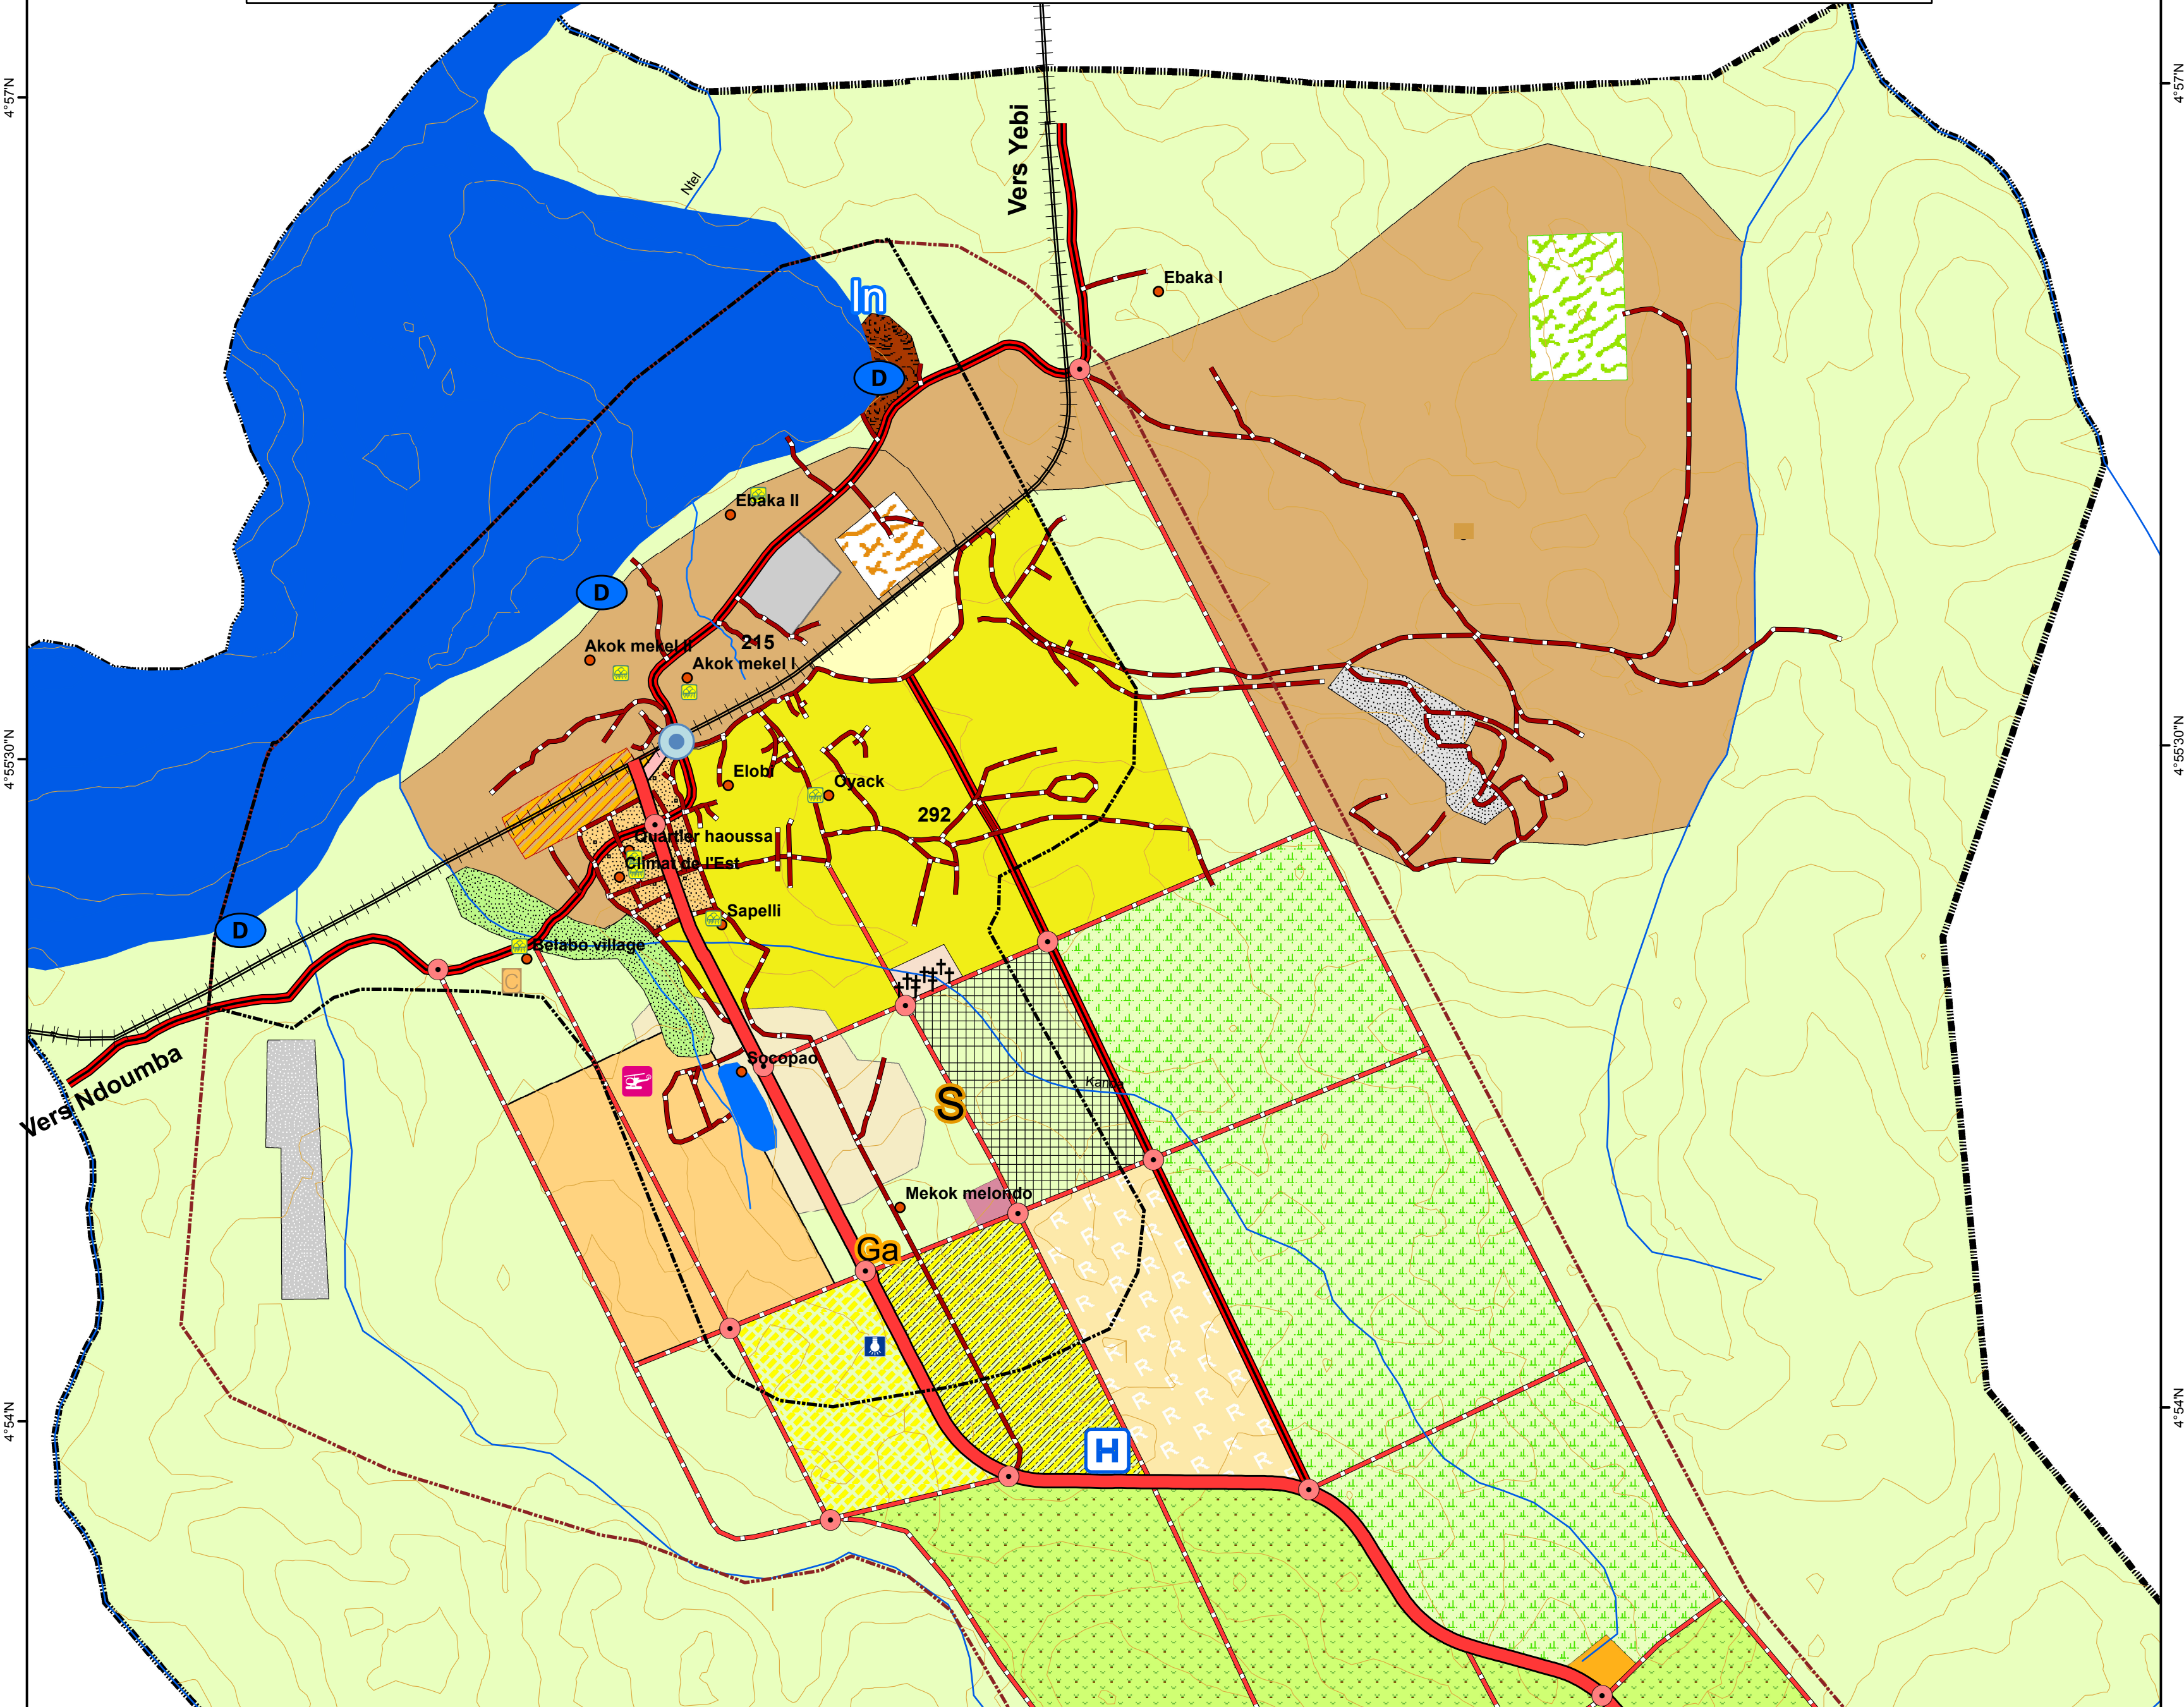 4°57'N
4°57'N
Vers Yebi
Ntel
Ebaka I
In
D
Ebaka II
D
215
Akok mekel II
Akok mekel I
4°55'30"N
4°55'30"N
Elobi
Oyack
292
Quartier haoussa
Climat de l'Est
Sapelli
D
Belabo village
C
Vers Ndoumba
Socopao
Kanga
S
Mekok melondo
Ga
H
4°54'N
4°54'N